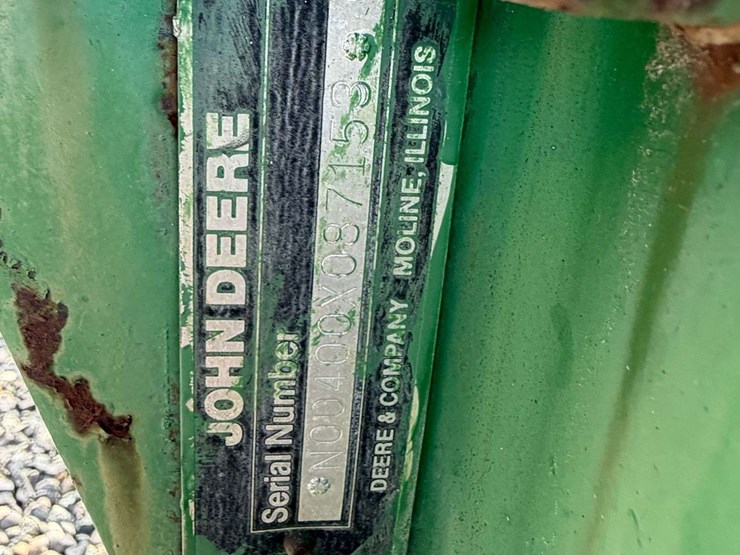 JOHN DEERE
Serial Number
*N00400X087153*
DEERE & COMPANY MOLINE, ILLINOIS